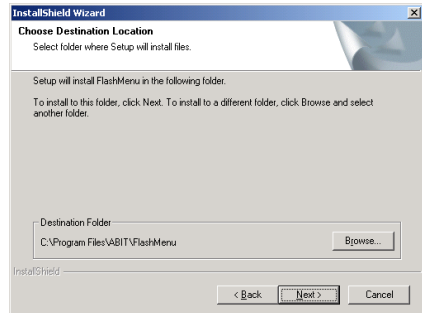 InstallShield Wizard
Choose Destination Location
Select folder where Setup will install files.
Setup will install FlashMenu in the following folder.
To install to this folder, click Next. To install to a different folder, click Browse and select
another folder.
Destination Folder
C:\Program Files\ABIT\FlashMenu
Browse...
InstallShield
< Back
Next >
Cancel